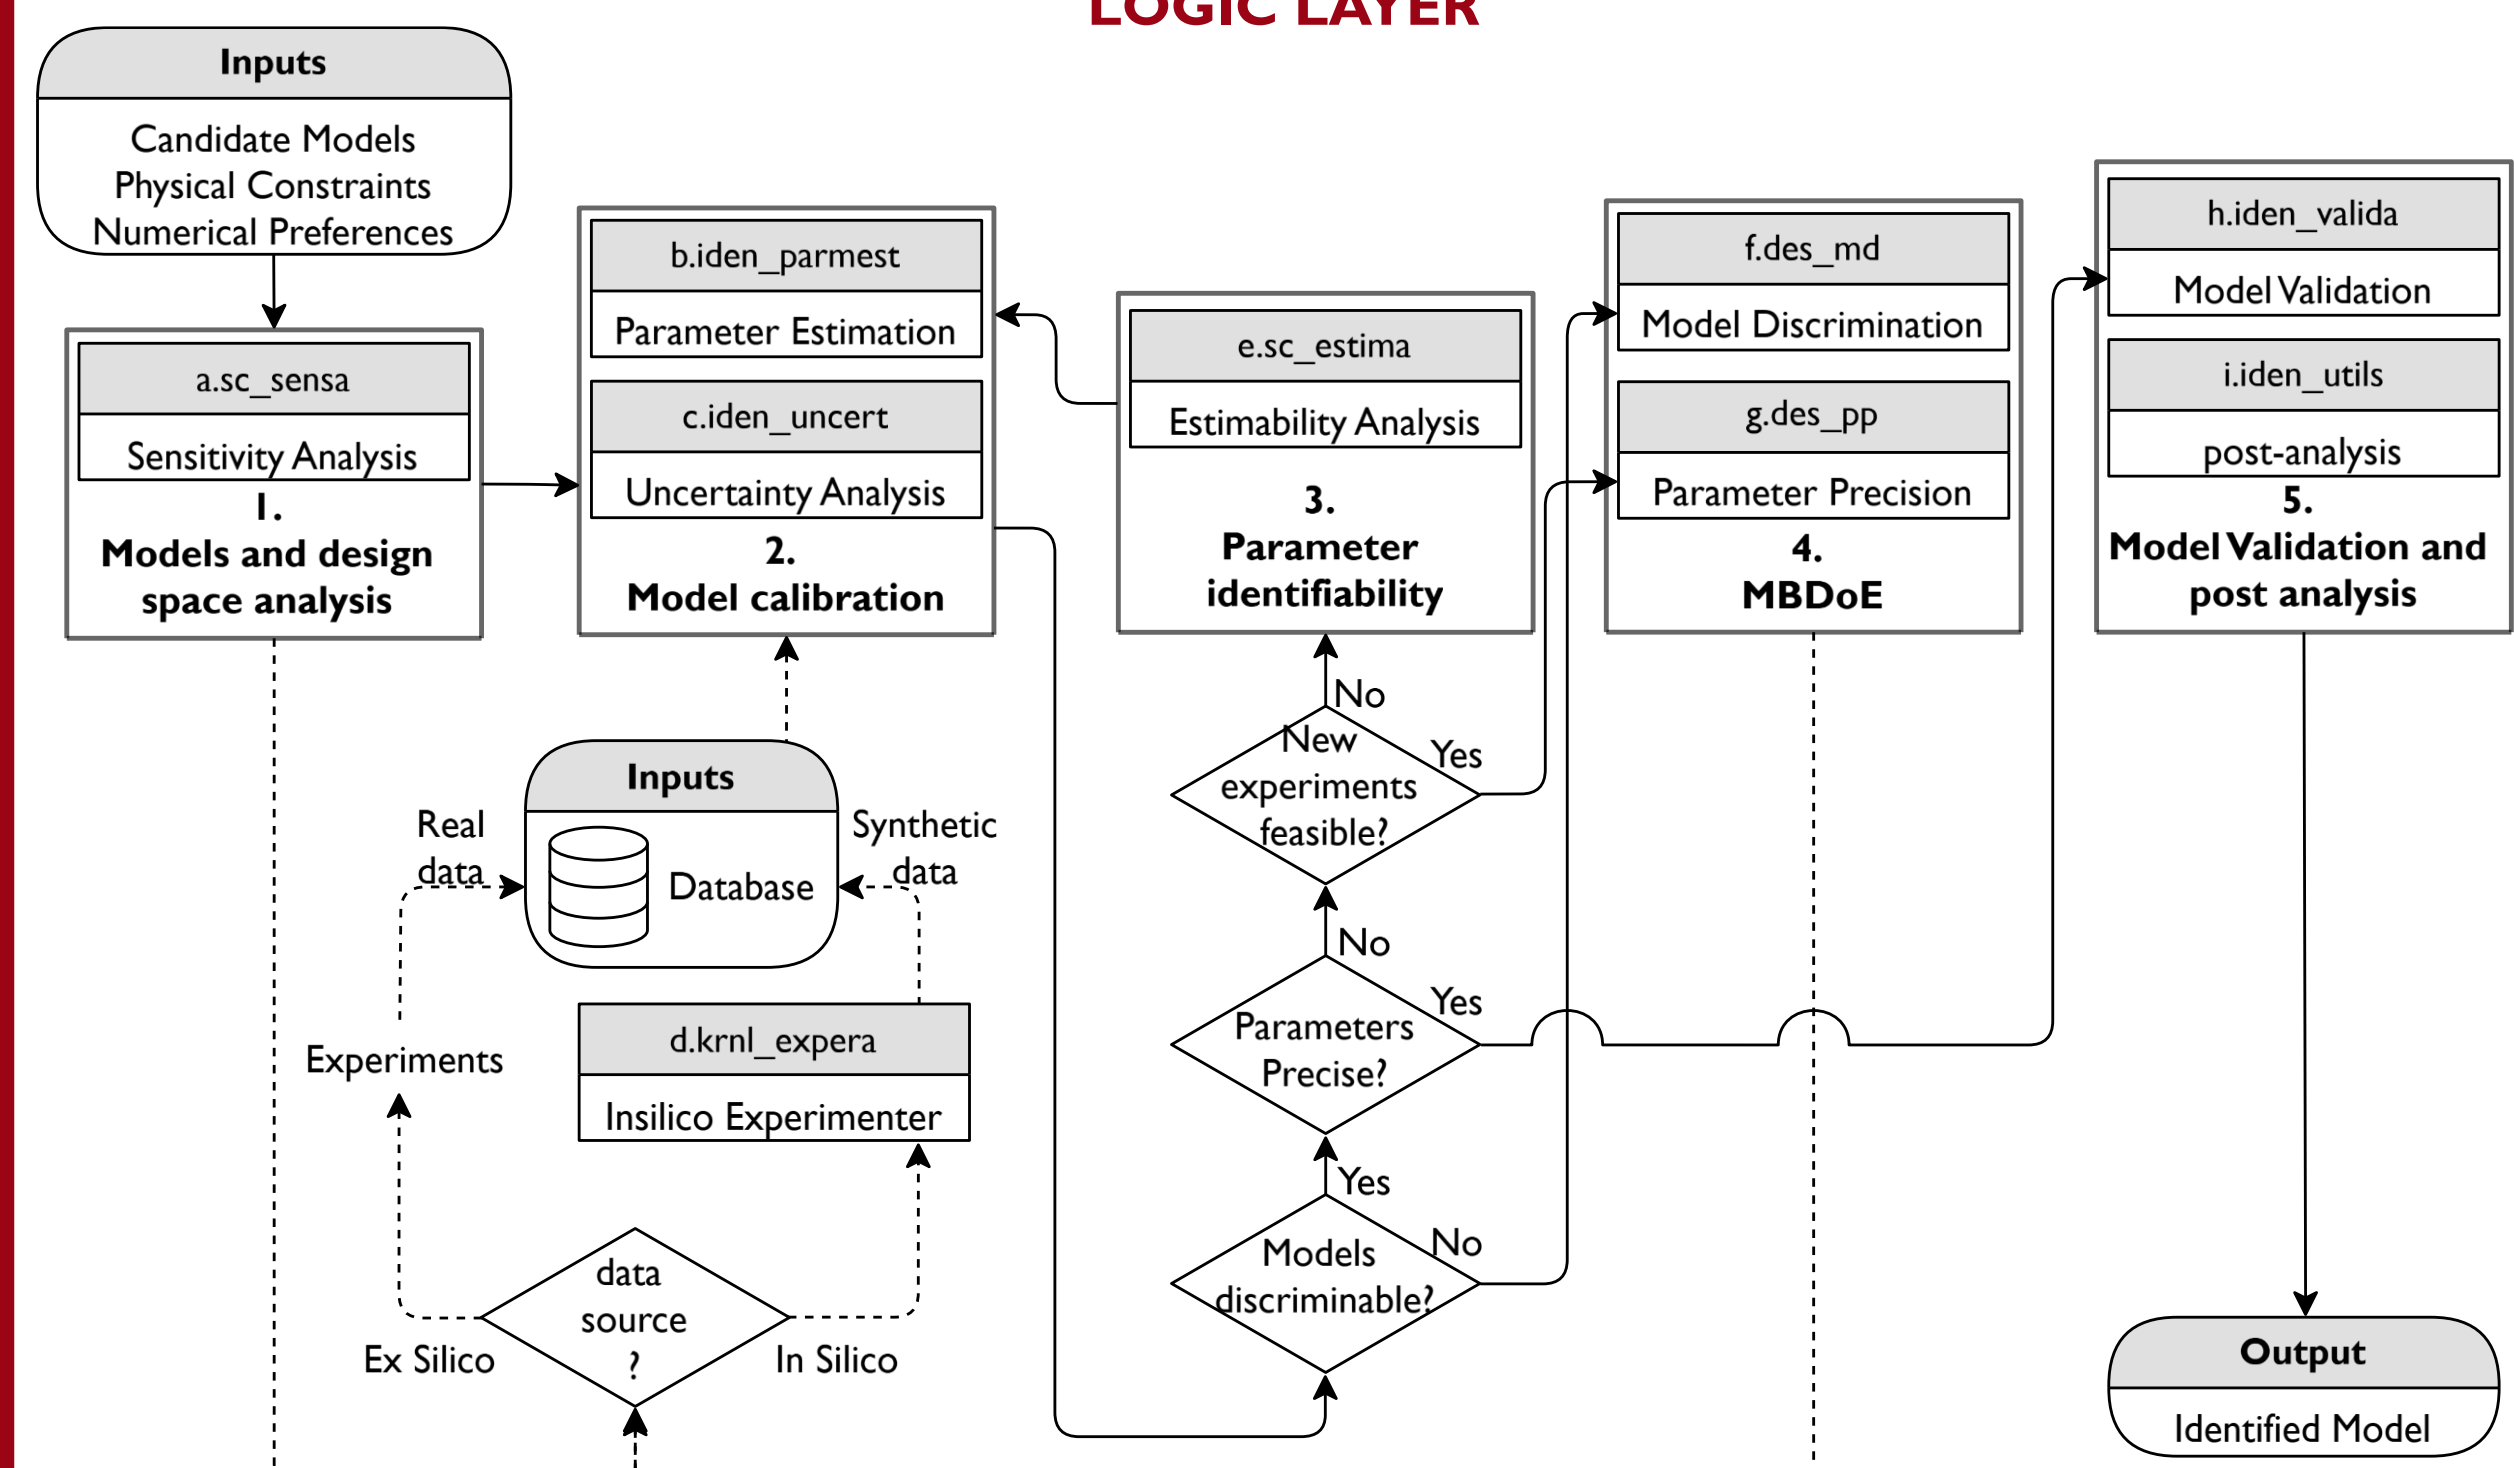 LOGIC LAYER
Inputs
Candidate Models
Physical Constraints
Numerical Preferences
a.sc_sensa
Sensitivity Analysis
1.
Models and design
space analysis
b.iden_parmest
Parameter Estimation
c.iden_uncert
Uncertainty Analysis
2.
Model calibration
e.sc_estima
Estimability Analysis
3.
Parameter
identifiability
f.des_md
Model Discrimination
g.des_pp
Parameter Precision
4.
MBDoE
h.iden_valida
Model Validation
i.iden_utils
post-analysis
5.
Model Validation and
post analysis
Inputs
Database
Real
data
Synthetic
data
Experiments
d.krnl_expera
Insilico Experimenter
data
source
?
Ex Silico
In Silico
No
New
experiments
feasible?
Yes
No
Parameters
Precise?
Yes
Yes
Models
discriminable?
No
Output
Identified Model